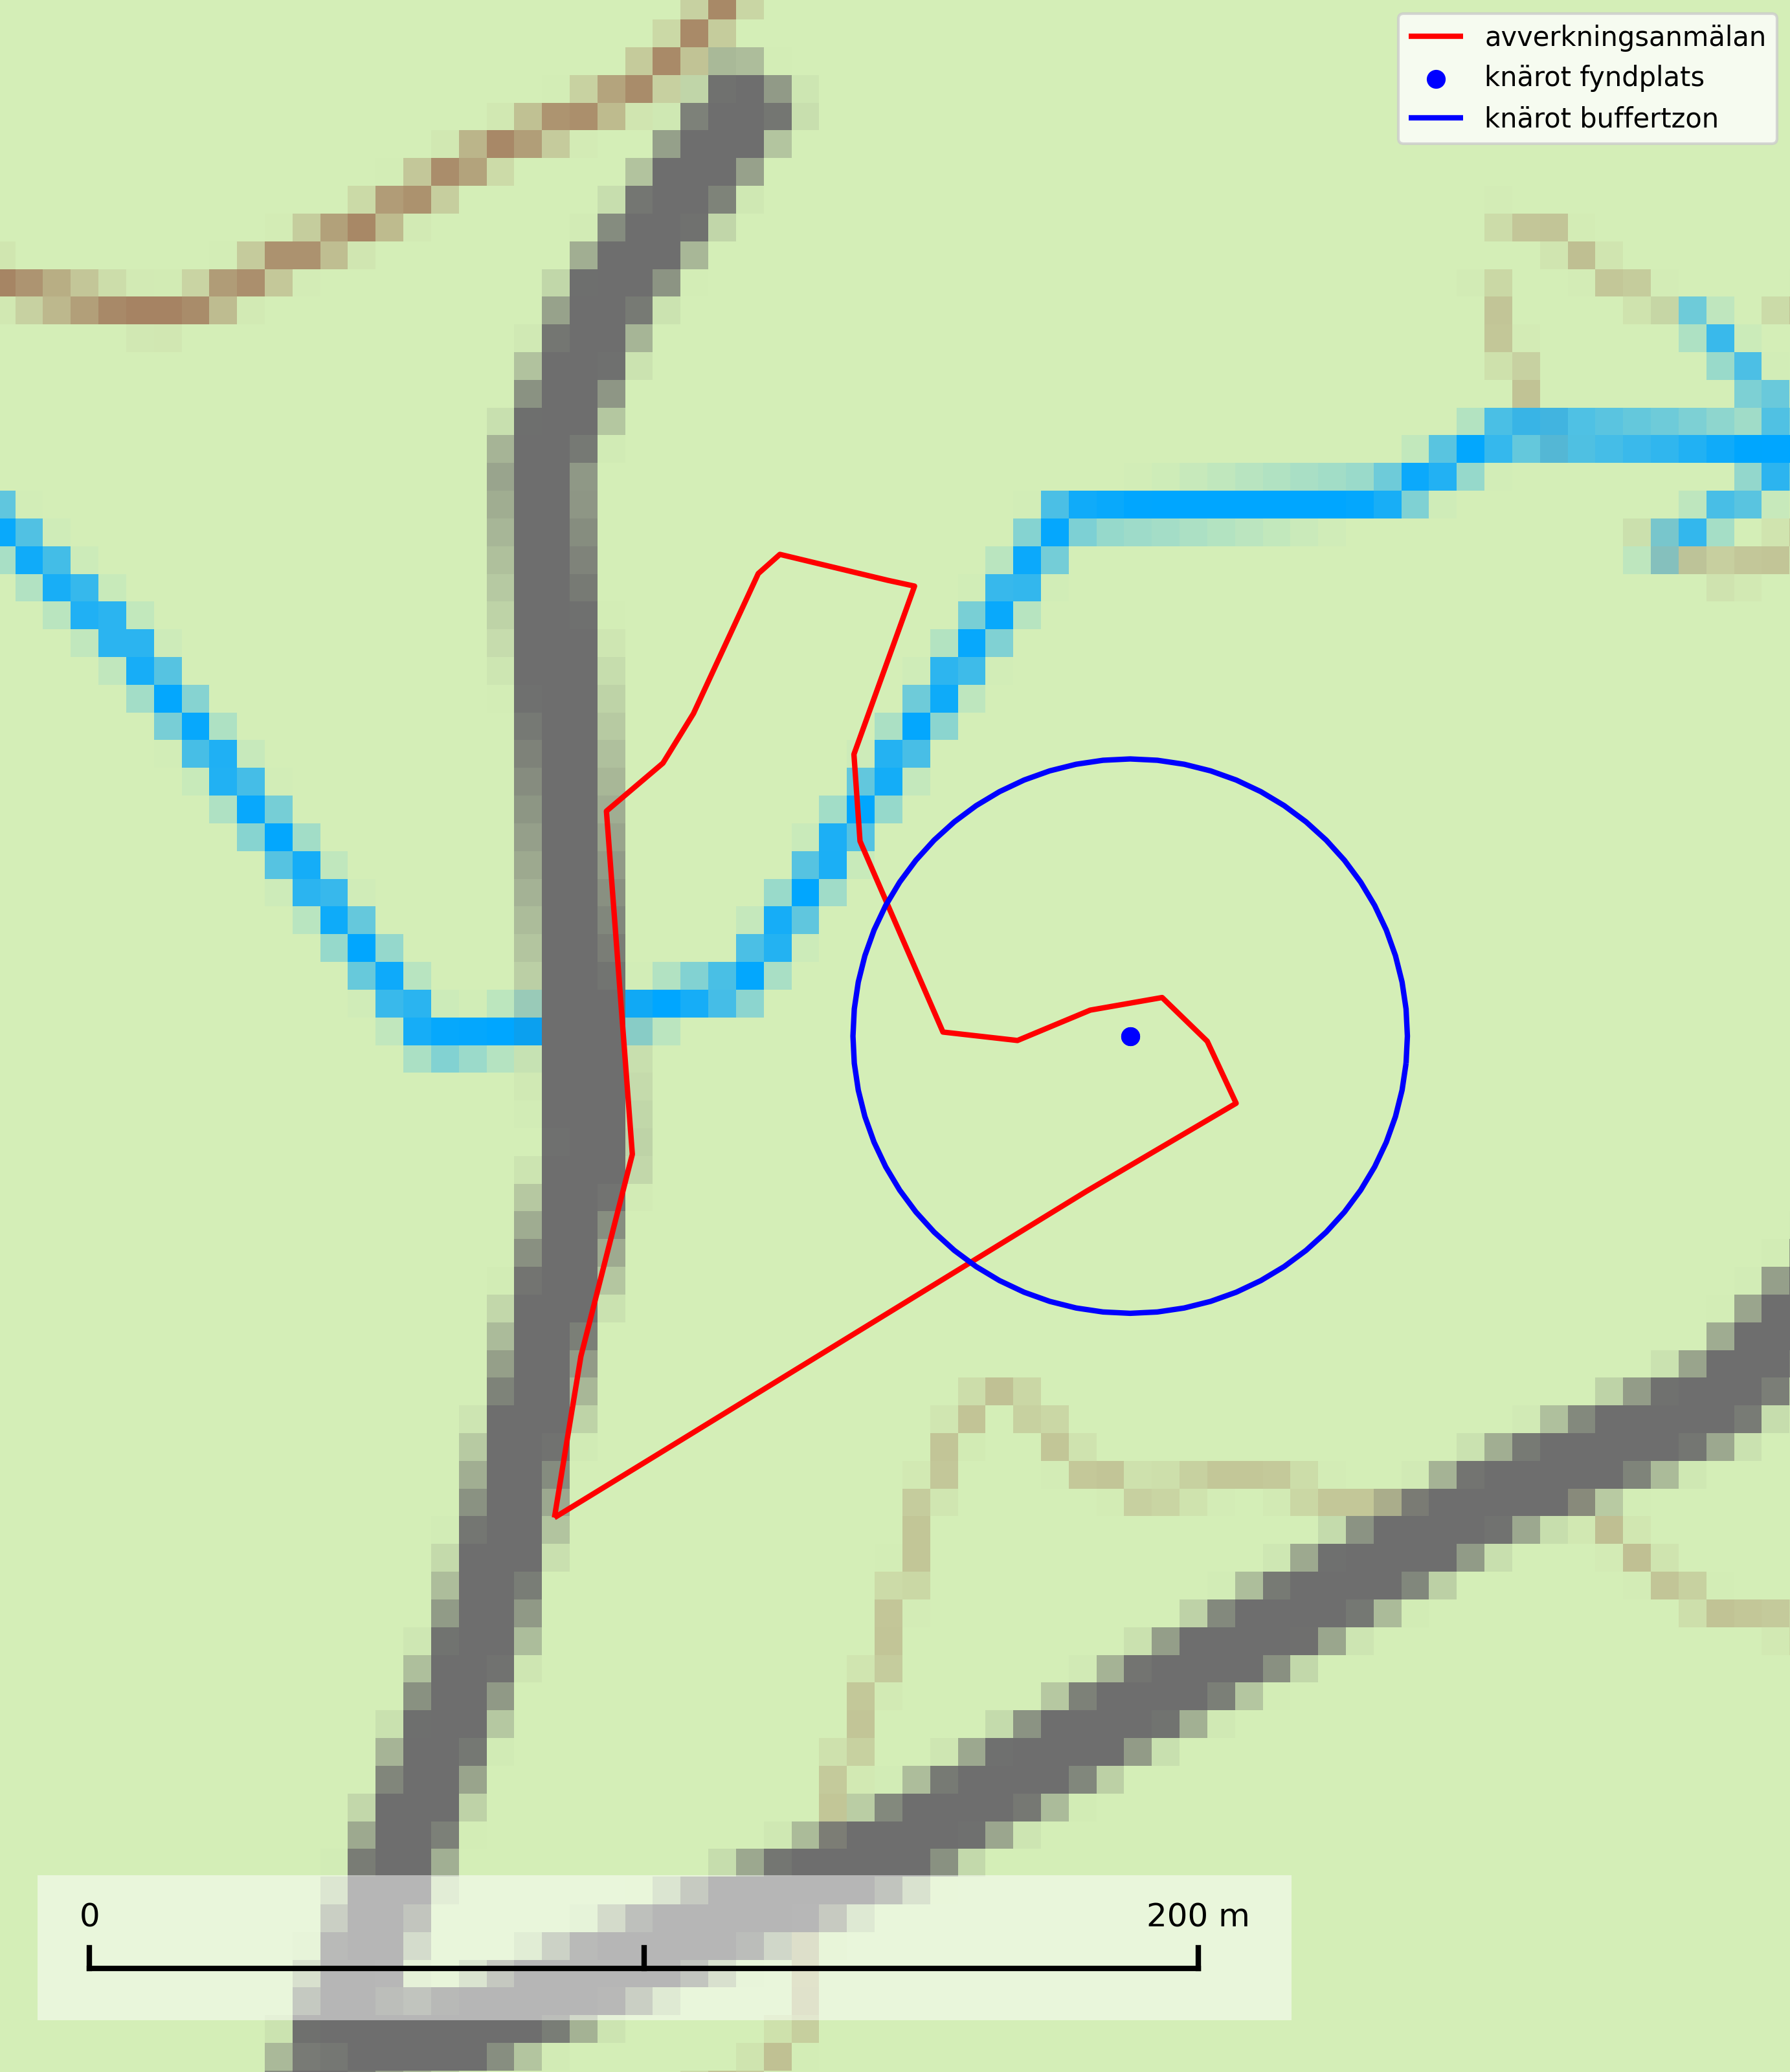 avverkningsanmälan
knärot fyndplats
knärot buffertzon
0
200 m